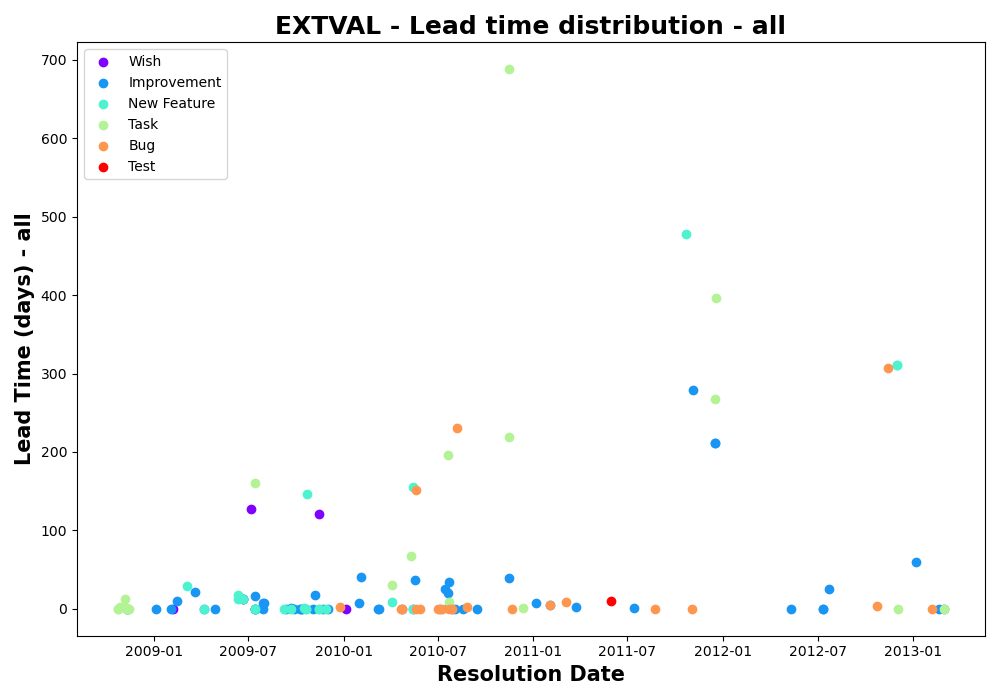 EXTVAL - Lead time distribution - all
Wish
Improvement
New Feature
Task
Bug
Test
Lead Time (days) - all
700
600
500
400
300
200
100
0
2009-01
2009-07
2010-01
2010-07
2011-01
2011-07
2012-01
2012-07
2013-01
Resolution Date